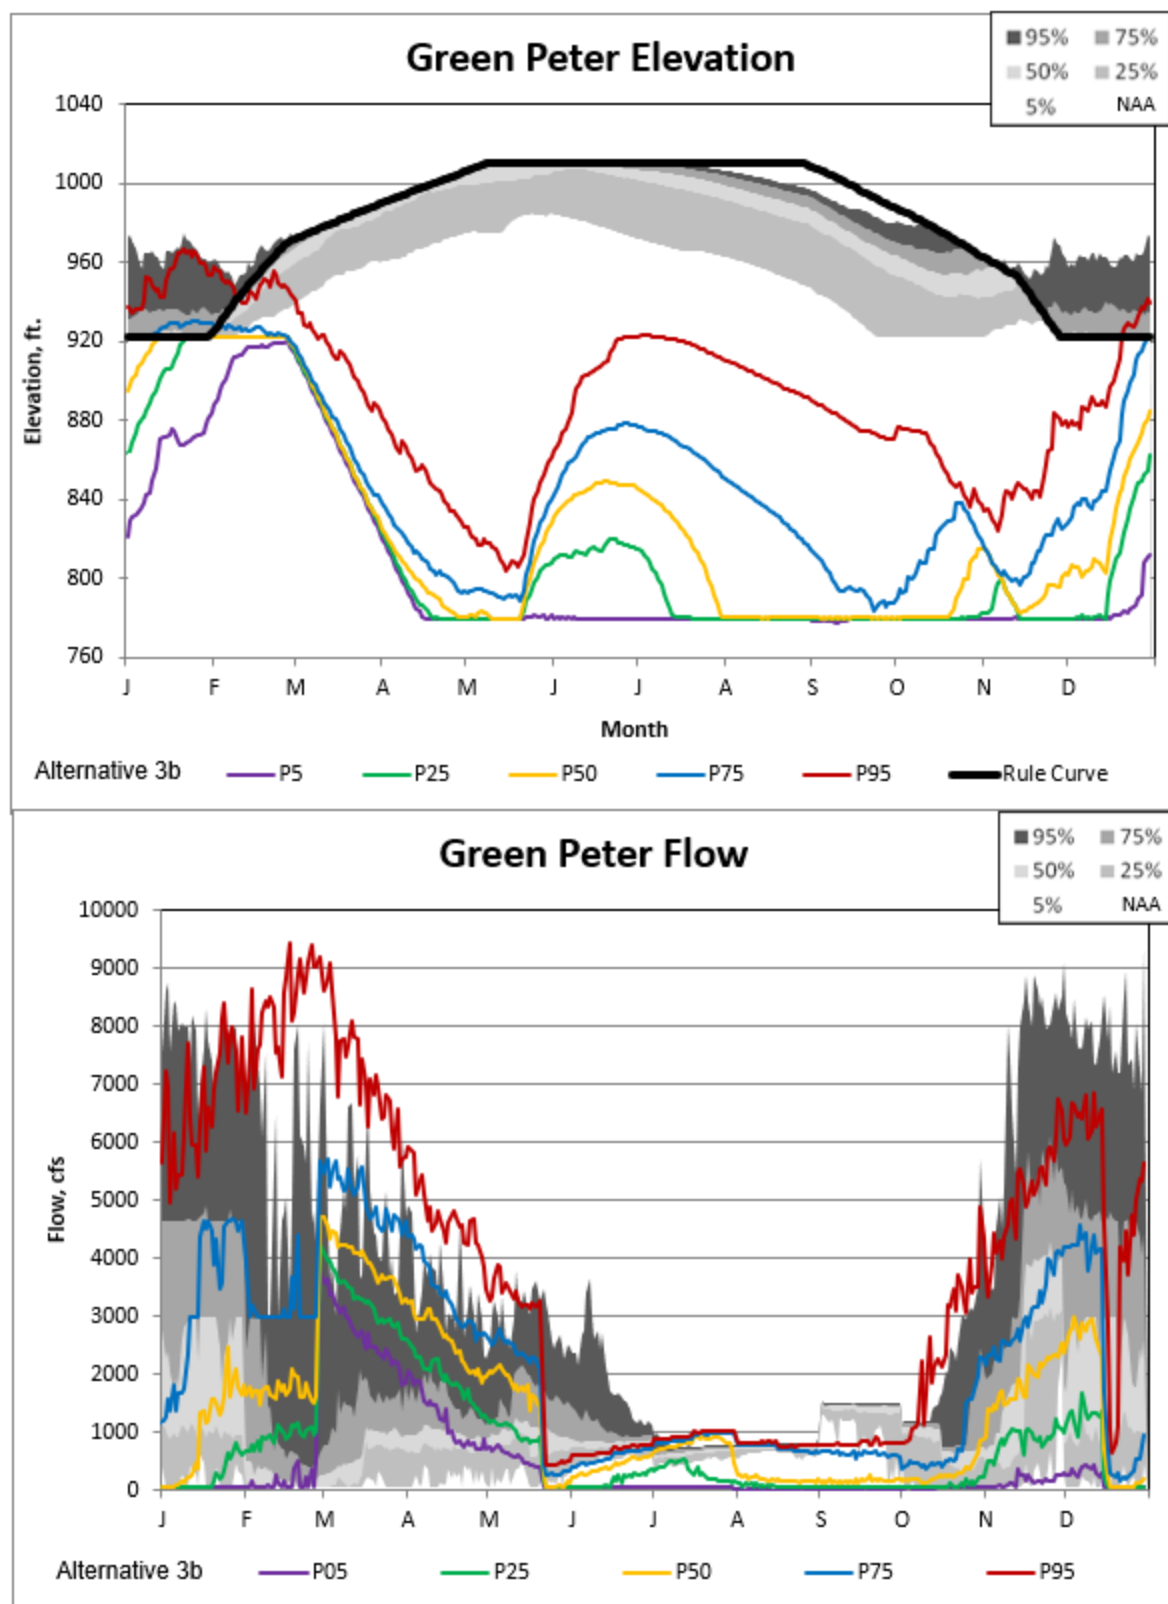 Green Peter Elevation
95% 75%
50% 25%
5% NAA
Elevation, ft.
1040
1000
960
920
880
840
800
760
J F M A M J J A S O N D
Month
Alternative 3b P5 P25 P50 P75 P95 Rule Curve
Green Peter Flow
95% 75%
50% 25%
5% NAA
Flow, cfs
10000
9000
8000
7000
6000
5000
4000
3000
2000
1000
0
J F M A M J J A S O N D
Alternative 3b P05 P25 P50 P75 P95